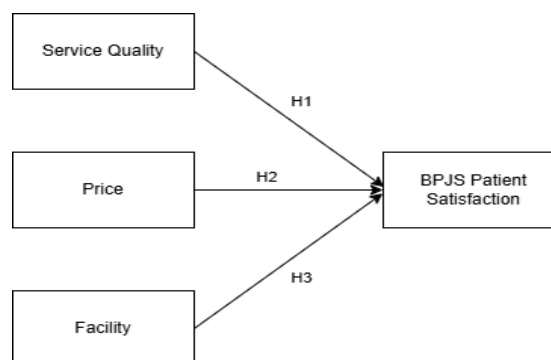 Service Quality
H1
Price
H2
BPJS Patient
Satisfaction
H3
Facility